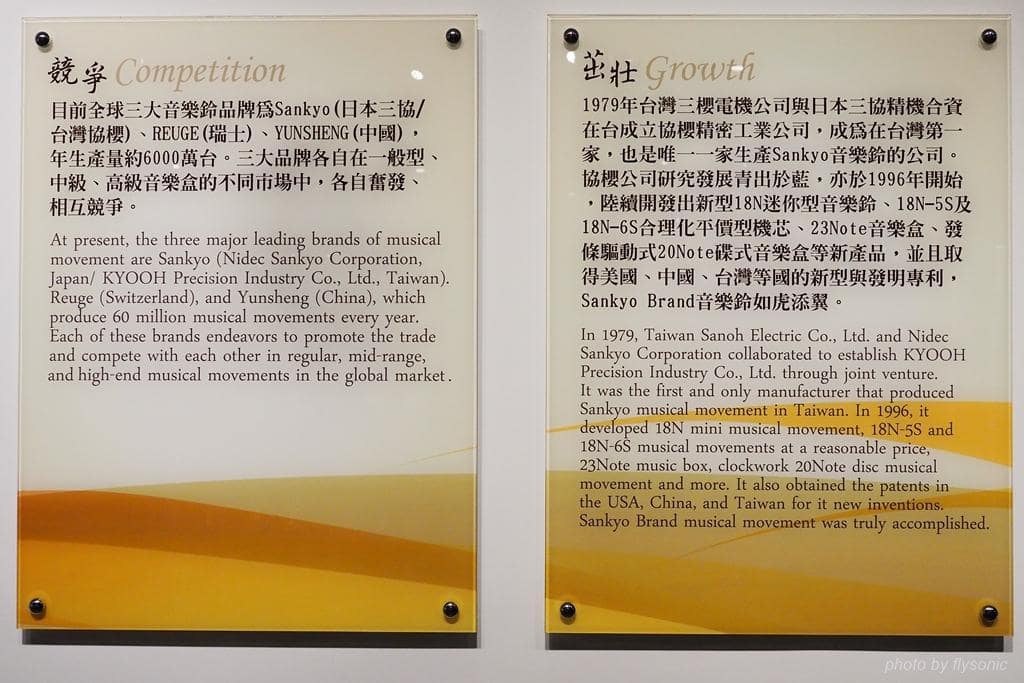 競爭 Competition
目前全球三大音樂鈴品牌爲Sankyo(日本三協/
台灣協櫻)、REUGE(瑞士)、YUNSHENG(中國)，
年生產量約6000萬台。三大品牌各自在一般型、
中級、高級音樂盒的不同市場中，各自奮發、
相互競爭。
At present, the three major leading brands of musical
movement are Sankyo (Nidec Sankyo Corporation,
Japan/ KYOOH Precision Industry Co., Ltd., Taiwan).
Reuge (Switzerland), and Yunsheng (China), which
produce 60 million musical movements every year.
Each of these brands endeavors to promote the trade
and compete with each other in regular, mid-range,
and high-end musical movements in the global market.
茁壯 Growth
1979年台灣三櫻電機公司與日本三協精機合資
在台成立協櫻精密工業公司，成爲在台灣第一
家，也是唯一一家生產Sankyo音樂鈴的公司。
協櫻公司研究發展青出於藍，亦於1996年開始
，陸續開發出新型18N迷你型音樂鈴、18N-5S及
18N-6S合理化平價型機芯、23Note音樂盒、發
條驅動式20Note碟式音樂盒等新產品，並且取
得美國、中國、台灣等國的新型與發明專利，
Sankyo Brand音樂鈴如虎添翼。
In 1979, Taiwan Sanoh Electric Co., Ltd. and Nidec
Sankyo Corporation collaborated to establish KYOOH
Precision Industry Co., Ltd. through joint venture.
It was the first and only manufacturer that produced
Sankyo musical movement in Taiwan. In 1996, it
developed 18N mini musical movement, 18N-5S and
18N-6S musical movements at a reasonable price,
23Note music box, clockwork 20Note disc musical
movement and more. It also obtained the patents in
the USA, China, and Taiwan for it new inventions.
Sankyo Brand musical movement was truly accomplished.
photo by flysonic